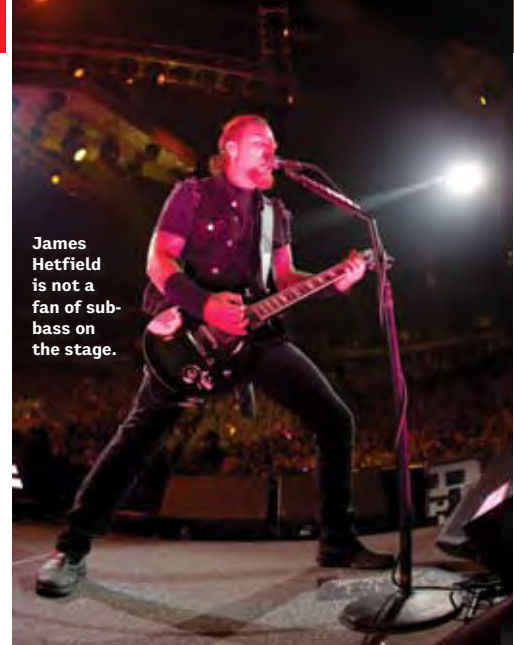 James
Hetfield
is not a
fan of sub-
bass on
the stage.